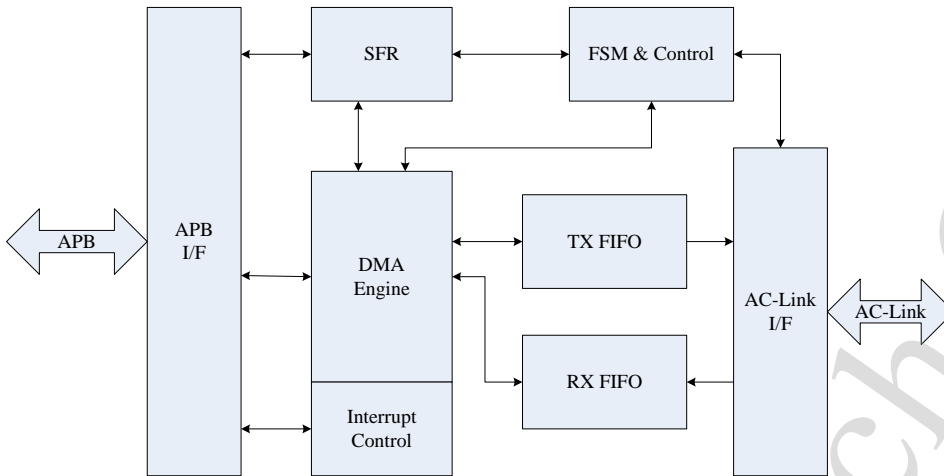 SFR
FSM & Control
APB
APB
I/F
DMA
Engine
TX FIFO
AC-Link
I/F
AC-Link
RX FIFO
Interrupt
Control